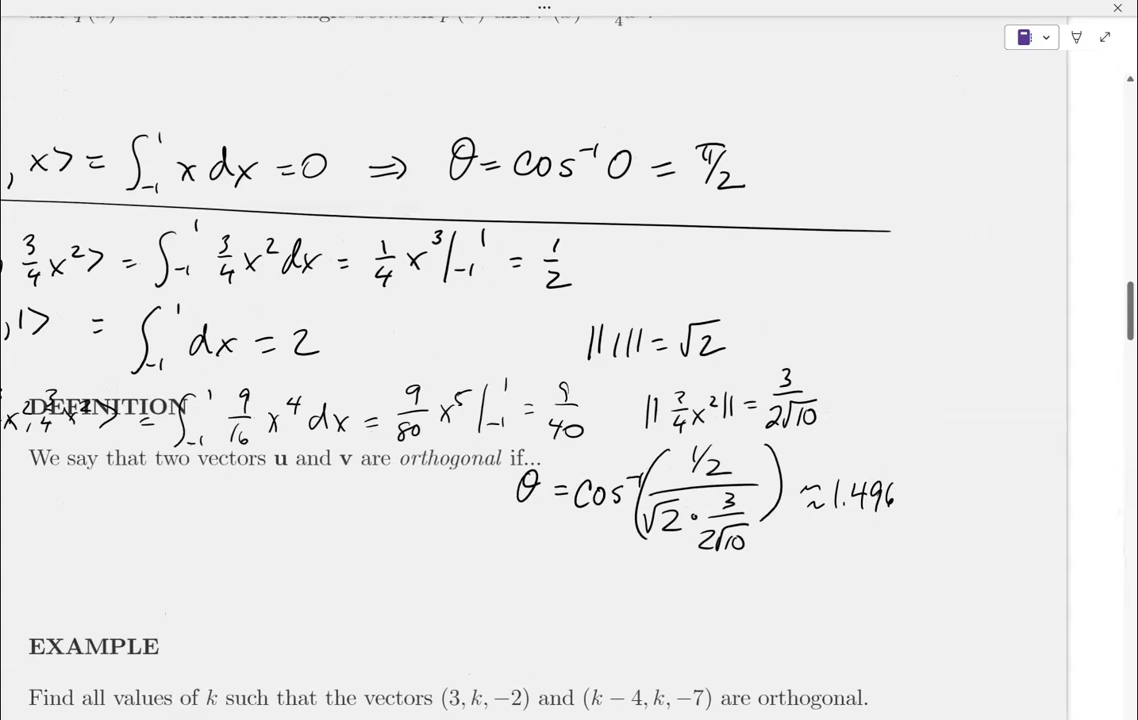 , x> = ∫₋₁¹ x dx = 0 ⇒ θ = cos⁻¹ 0 = π/2
3/4 x²> = ∫₋₁¹ 3/4 x² dx = 1/4 x³ |₋₁¹ = 1/2
, 1> = ∫₋₁¹ dx = 2 ||1|| = √2
x², 3/4 x²> = ∫₋₁¹ 9/16 x⁴ dx = 9/80 x⁵ |₋₁¹ = 9/40 ||3/4 x²|| = 3/(2√10)
DEFINITION
We say that two vectors u and v are orthogonal if...
θ = cos⁻¹( (1/2) / (√2 · 3/(2√10)) ) ≈ 1.496
EXAMPLE
Find all values of k such that the vectors (3, k, −2) and (k − 4, k, −7) are orthogonal.